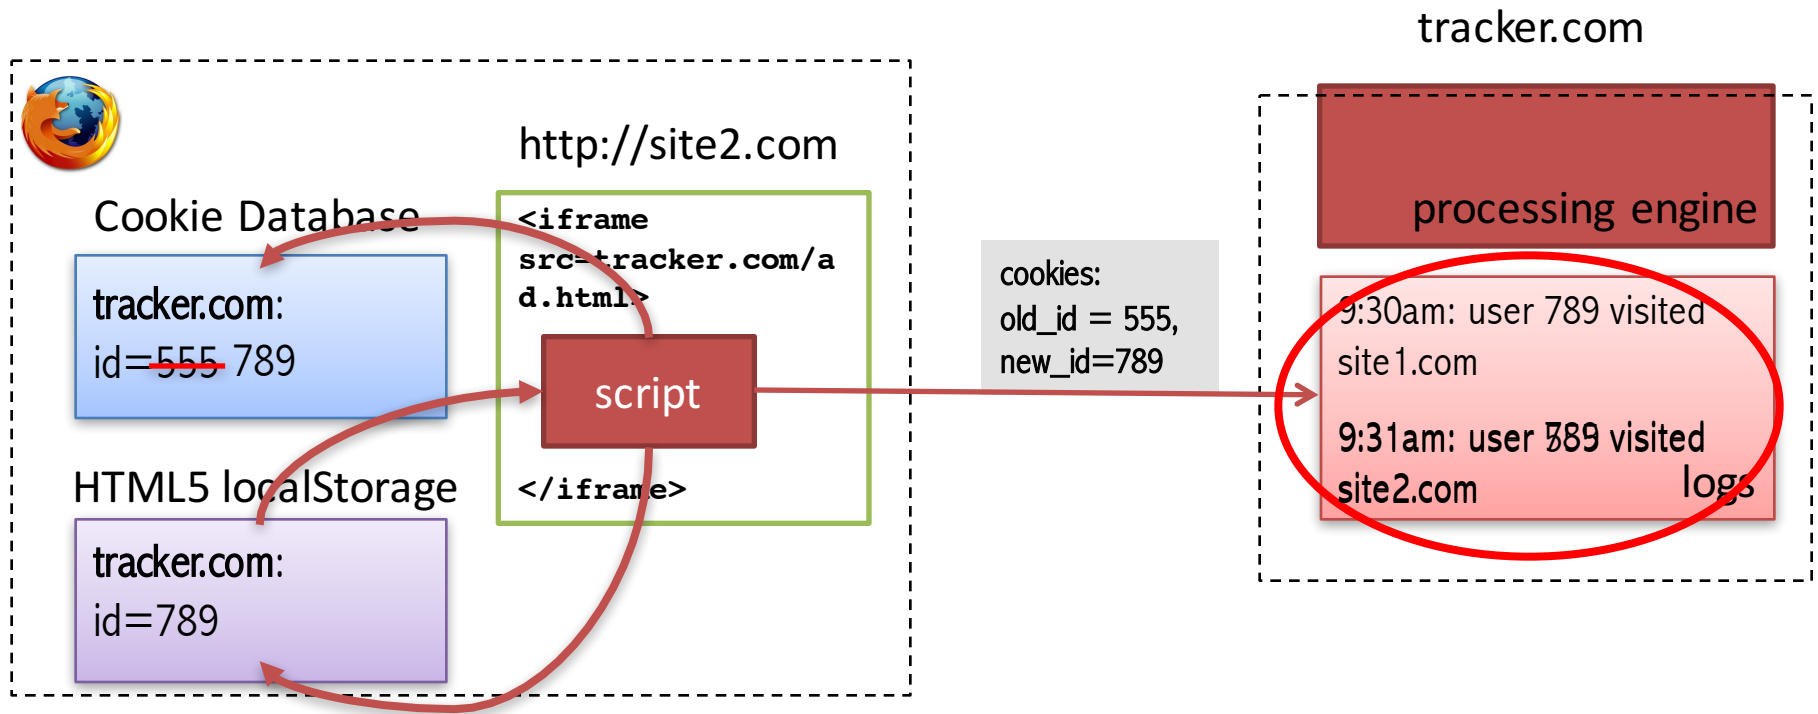 tracker.com
http://site2.com
Cookie Database
tracker.com:
id=555 789
HTML5 localStorage
tracker.com:
id=789
<iframe
src=tracker.com/a
d.html>
script
</iframe>
cookies:
old_id = 555,
new_id=789
processing engine
9:30am: user 789 visited
site1.com
9:31am: user visited
site2.com
logs